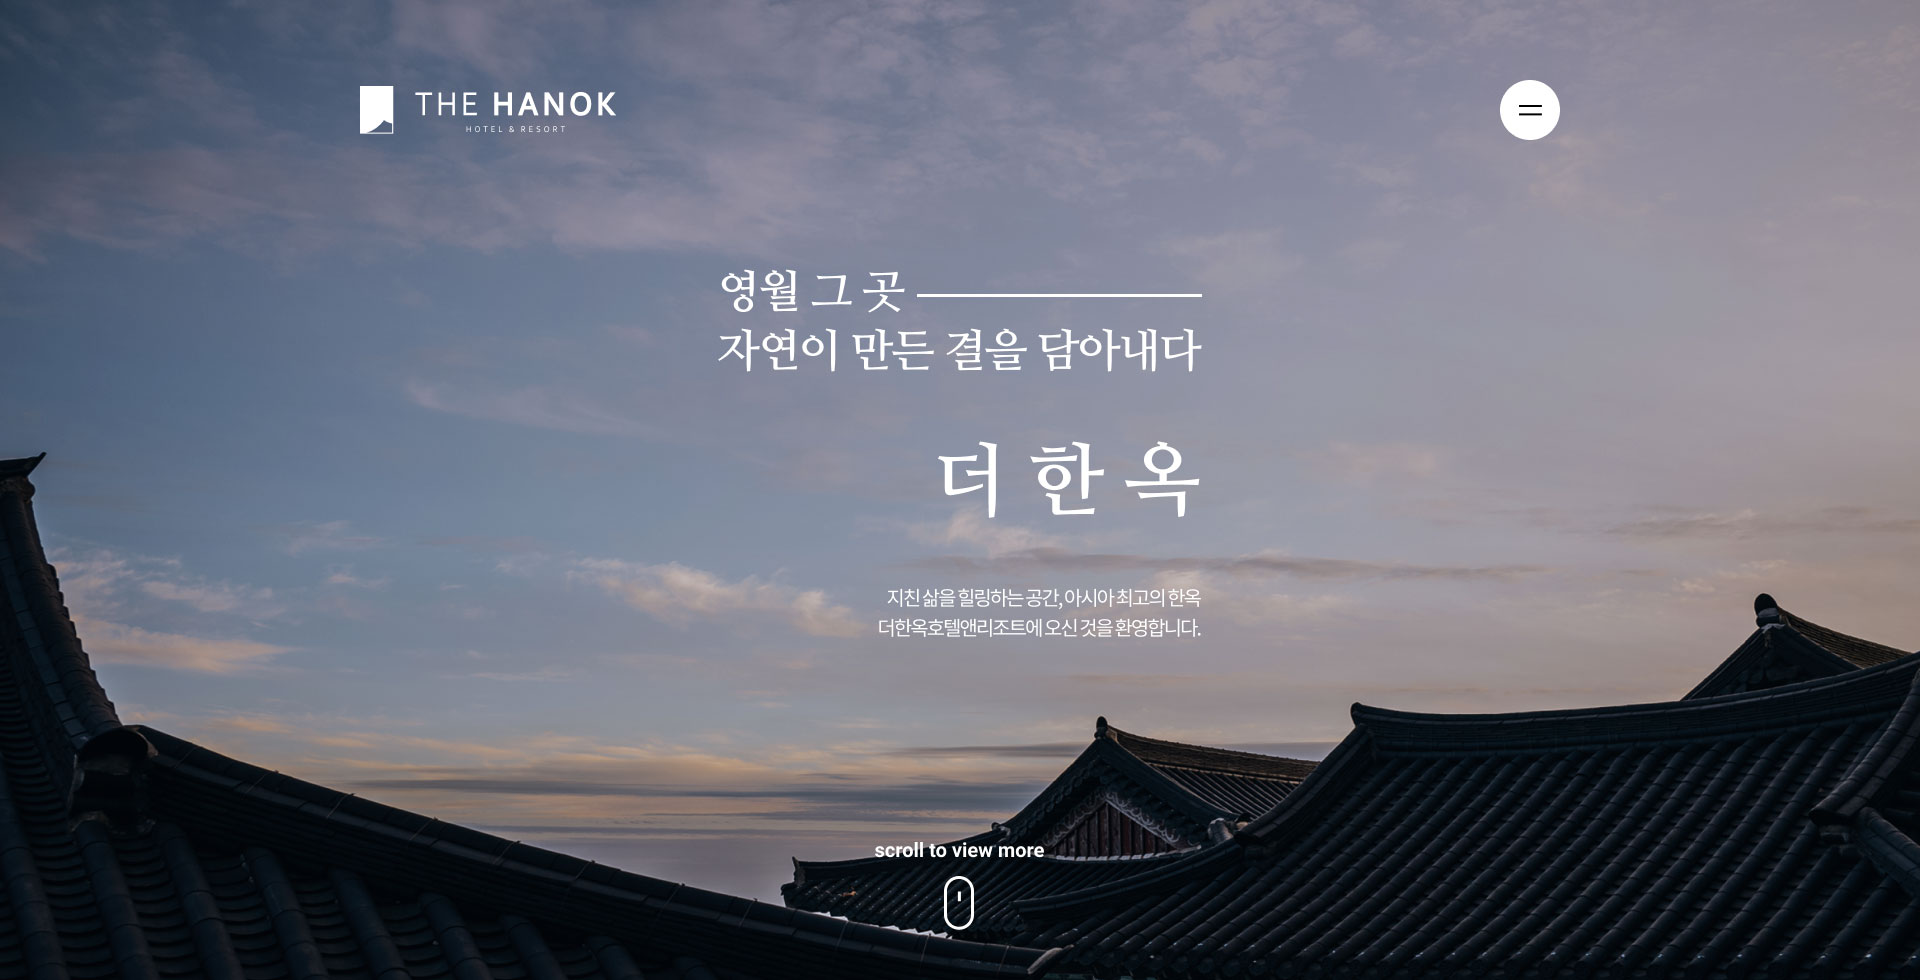 THE HANOK
HOTEL & RESORT
영월 그 곳
자연이 만든 결을 담아내다
더 한 옥
지친 삶을 힐링하는 공간, 아시아 최고의 한옥
더한옥호텔앤리조트에 오신 것을 환영합니다.
scroll to view more